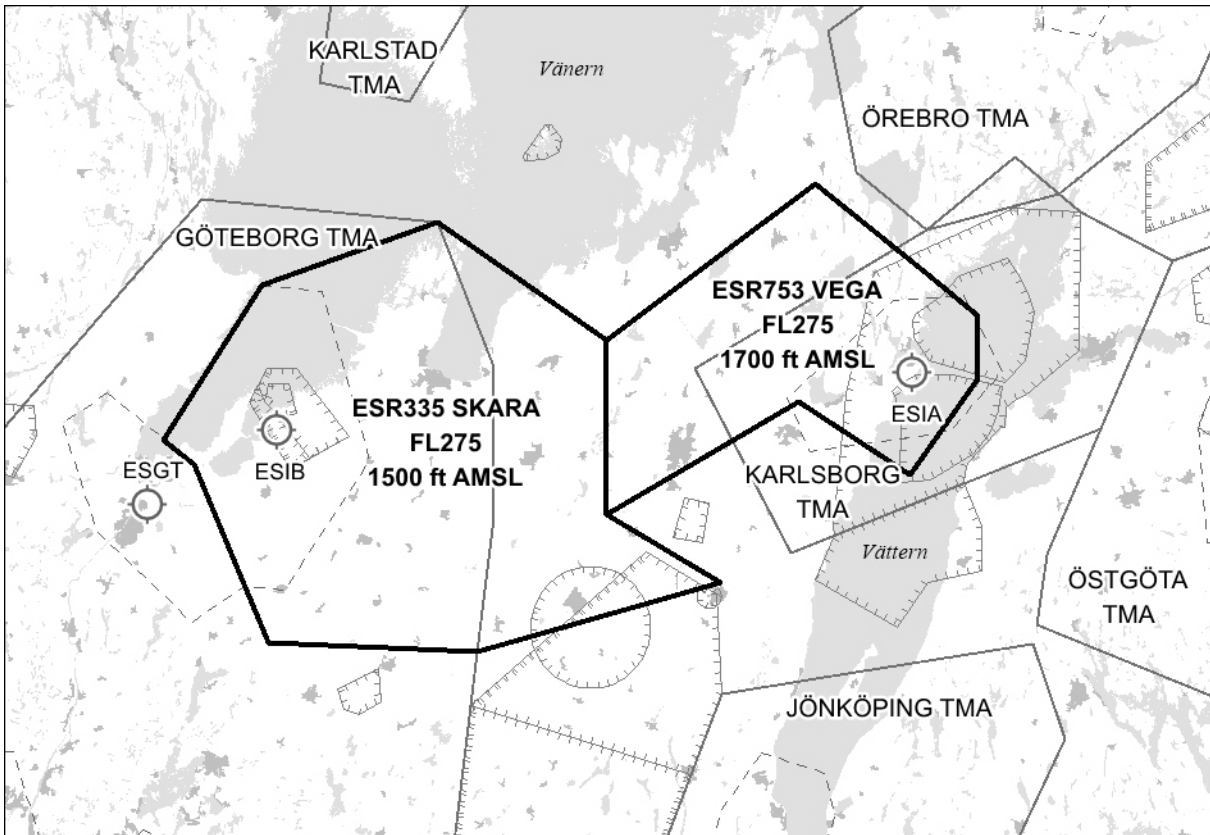 KARLSTAD
TMA
Vänern
ÖREBRO TMA
GÖTEBORG TMA
ESR753 VEGA
FL275
1700 ft AMSL
ESR335 SKARA
FL275
1500 ft AMSL
ESIA
ESGT
ESIB
KARLSBORG
TMA
Vättern
ÖSTGÖTA
TMA
JÖNKÖPING TMA